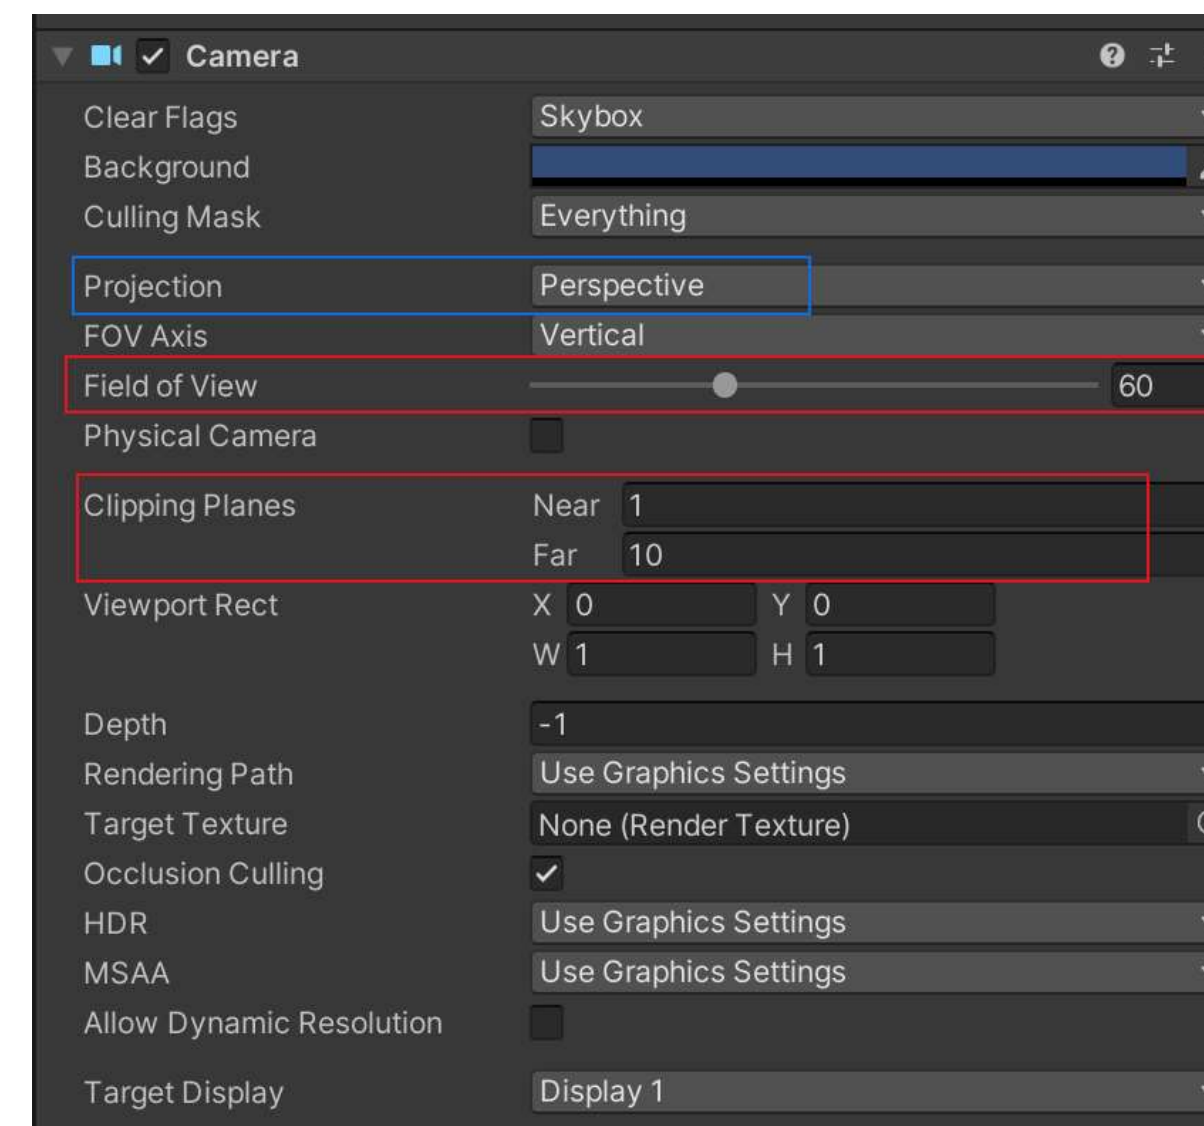 Camera
Clear Flags Skybox
Background
Culling Mask Everything
Projection Perspective
FOV Axis Vertical
Field of View 60
Physical Camera
Clipping Planes Near 1
Far 10
Viewport Rect X 0 Y 0
W 1 H 1
Depth -1
Rendering Path Use Graphics Settings
Target Texture None (Render Texture)
Occlusion Culling
HDR Use Graphics Settings
MSAA Use Graphics Settings
Allow Dynamic Resolution
Target Display Display 1